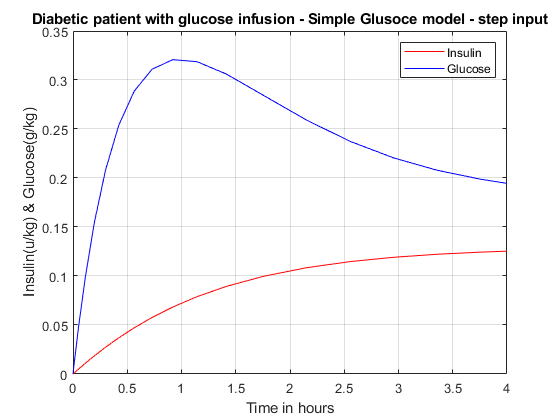 Diabetic patient with glucose infusion - Simple Glusoce model - step input
Insulin
Glucose
Insulin(u/kg) & Glucose(g/kg)
0.35
0.3
0.25
0.2
0.15
0.1
0.05
0
0 0.5 1 1.5 2 2.5 3 3.5 4
Time in hours